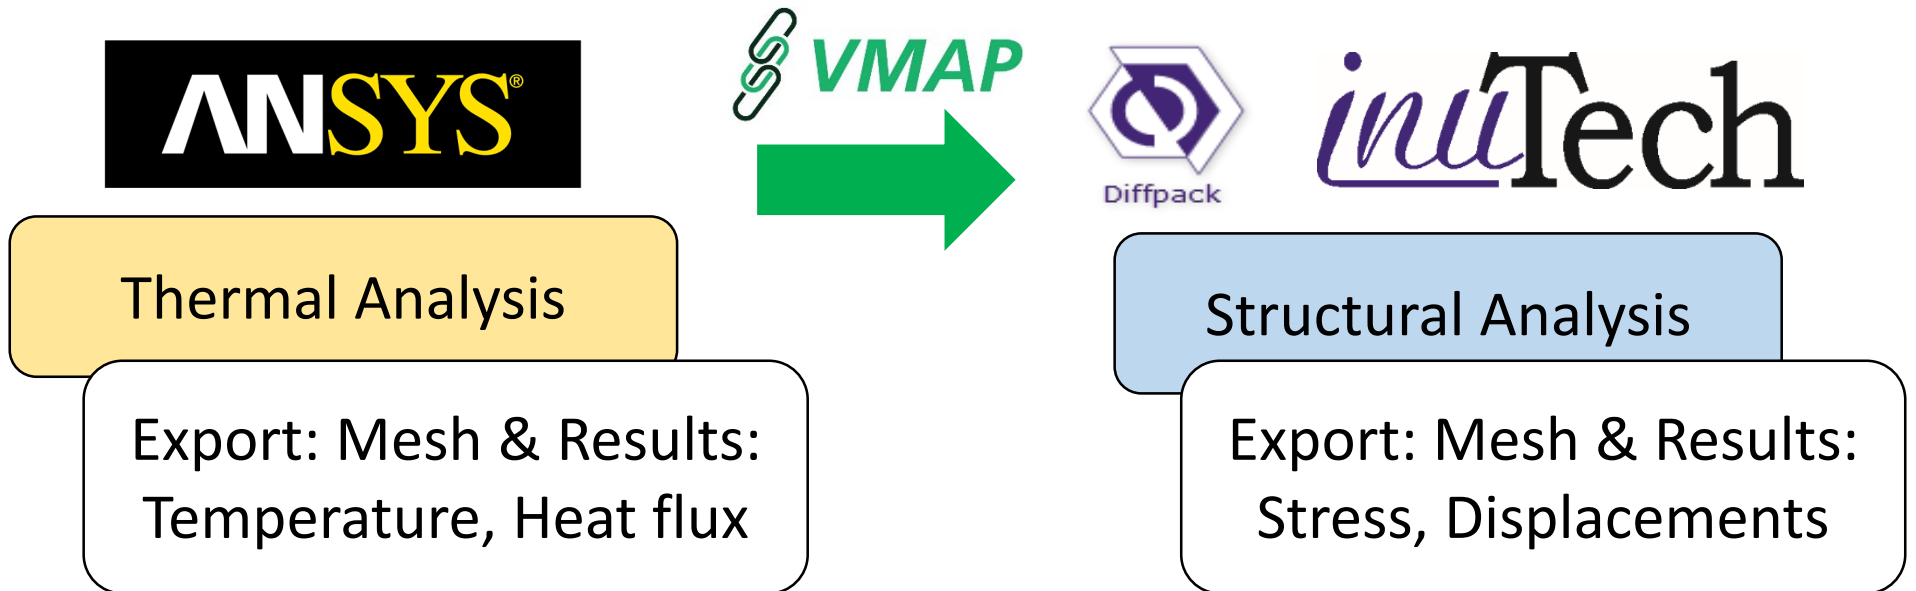 ANSYS®
Thermal Analysis
Export: Mesh & Results:
Temperature, Heat flux
VMAP
Diffpack
inuTech
Structural Analysis
Export: Mesh & Results:
Stress, Displacements